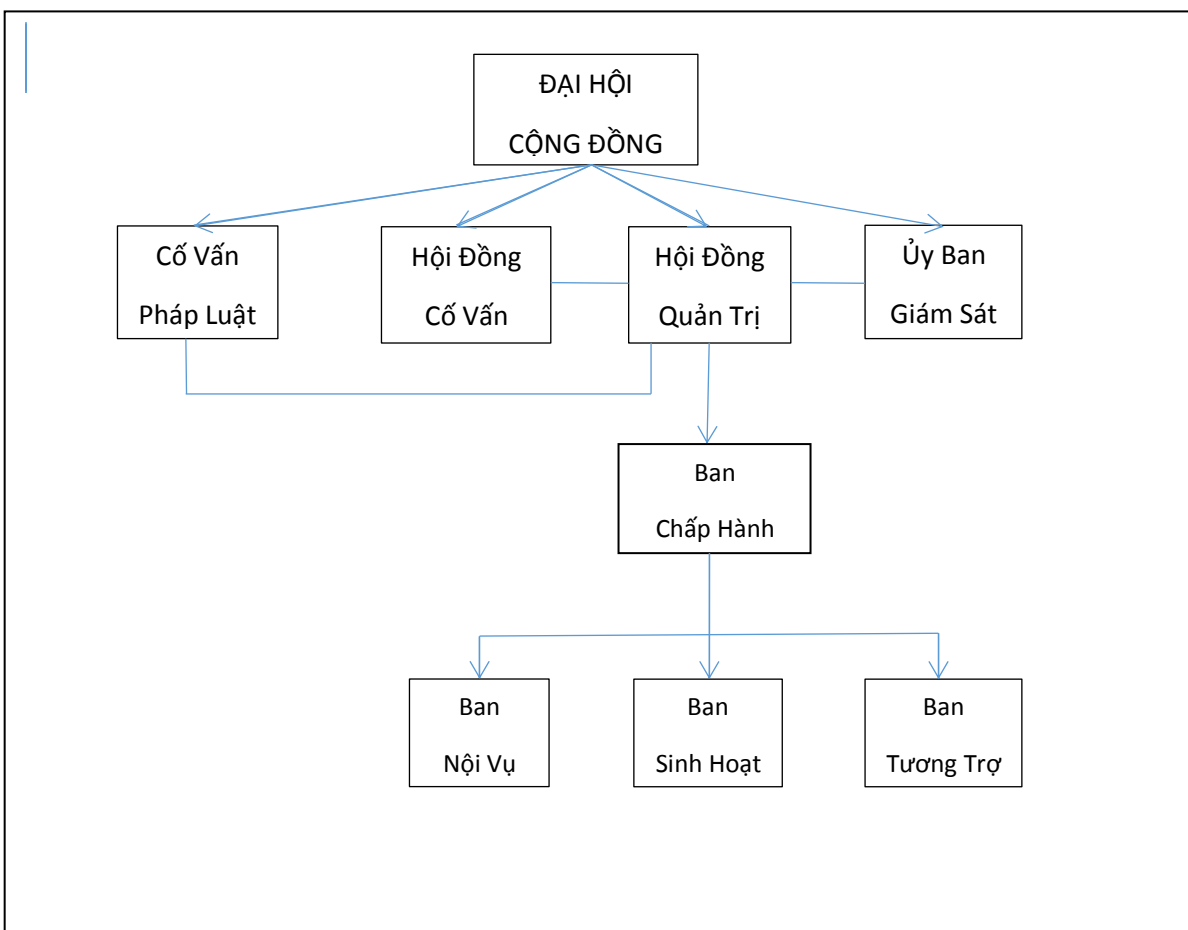 ĐẠI HỘI
CỘNG ĐỒNG
Cố Vấn
Pháp Luật
Hội Đồng
Cố Vấn
Hội Đồng
Quản Trị
Ủy Ban
Giám Sát
Ban
Chấp Hành
Ban
Nội Vụ
Ban
Sinh Hoạt
Ban
Tương Trợ